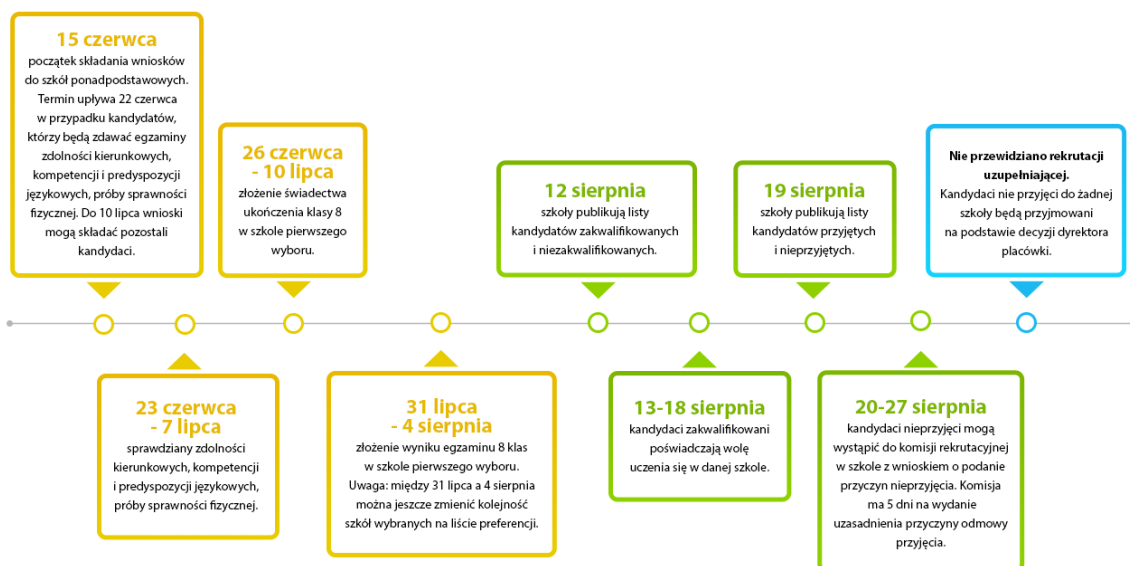 15 czerwca
początek składania wniosków
do szkół ponadpodstawowych.
Termin upływa 22 czerwca
w przypadku kandydatów,
którzy będą zdawać egzaminy
zdolności kierunkowych,
kompetencji i predyspozycji
językowych, próby sprawności
fizycznej. Do 10 lipca wnioski
mogą składać pozostali
kandydaci.
23 czerwca
- 7 lipca
sprawdziany zdolności
kierunkowych, kompetencji
i predyspozycji językowych,
próby sprawności fizycznej.
26 czerwca
- 10 lipca
złożenie świadectwa
ukończenia klasy 8
w szkole pierwszego
wyboru.
31 lipca
- 4 sierpnia
złożenie wyniku egzaminu 8 klas
w szkole pierwszego wyboru.
Uwaga: między 31 lipca a 4 sierpnia
można jeszcze zmienić kolejność
szkół wybranych na liście preferencji.
12 sierpnia
szkoły publikują listy
kandydatów zakwalifikowanych
i niezakwalifikowanych.
13-18 sierpnia
kandydaci zakwalifikowani
poświadczają wolę
uczenia się w danej szkole.
19 sierpnia
szkoły publikują listy
kandydatów przyjętych
i nieprzyjętych.
20-27 sierpnia
kandydaci nieprzyjęci mogą
wystąpić do komisji rekrutacyjnej
w szkole z wnioskiem o podanie
przyczyn nieprzyjęcia. Komisja
ma 5 dni na wydanie
uzasadnienia przyczyny odmowy
przyjęcia.
Nie przewidziano rekrutacji
uzupełniającej.
Kandydaci nie przyjęci do żadnej
szkoły będą przyjmowani
na podstawie decyzji dyrektora
placówki.